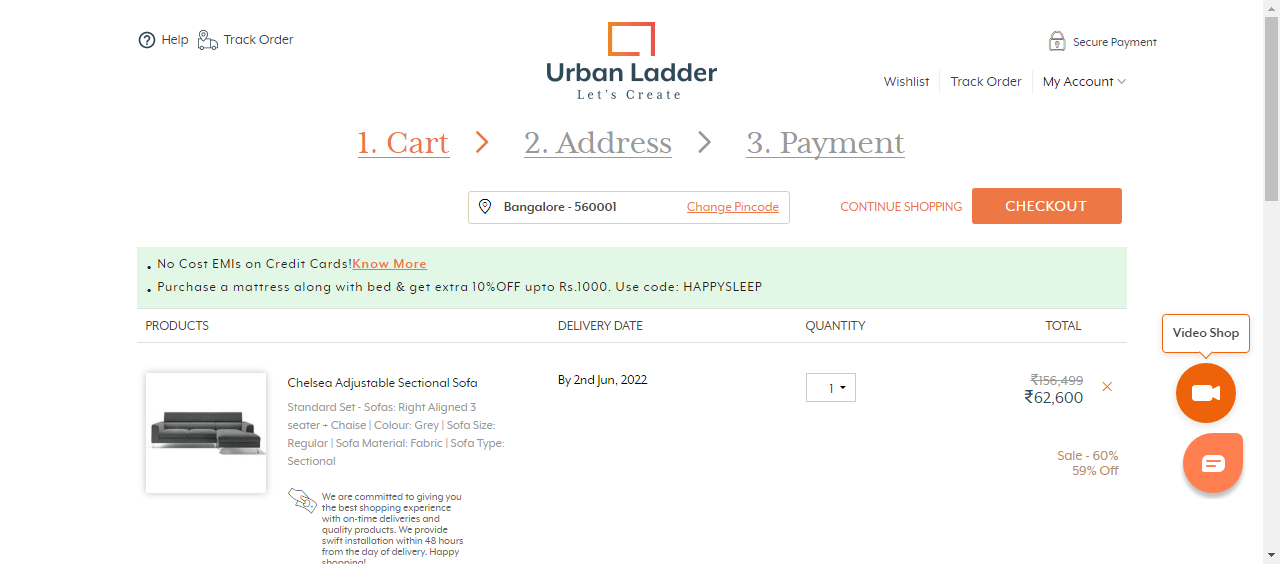 Help
Track Order
Urban Ladder
Let's Create
Secure Payment
Wishlist
Track Order
My Account
1. Cart
2. Address
3. Payment
Bangalore - 560001
Change Pincode
CONTINUE SHOPPING
CHECKOUT
• No Cost EMIs on Credit Cards!Know More
• Purchase a mattress along with bed & get extra 10%OFF upto Rs.1000. Use code: HAPPYSLEEP
PRODUCTS
DELIVERY DATE
QUANTITY
TOTAL
Video Shop
Chelsea Adjustable Sectional Sofa
Standard Set - Sofas: Right Aligned 3
seater + Chaise | Colour: Grey | Sofa Size:
Regular | Sofa Material: Fabric | Sofa Type:
Sectional
We are committed to giving you
the best shopping experience
with on-time deliveries and
quality products. We provide
swift installation within 48 hours
from the day of delivery. Happy
shopping!
By 2nd Jun, 2022
1
₹156,499
₹62,600
Sale - 60%
59% Off